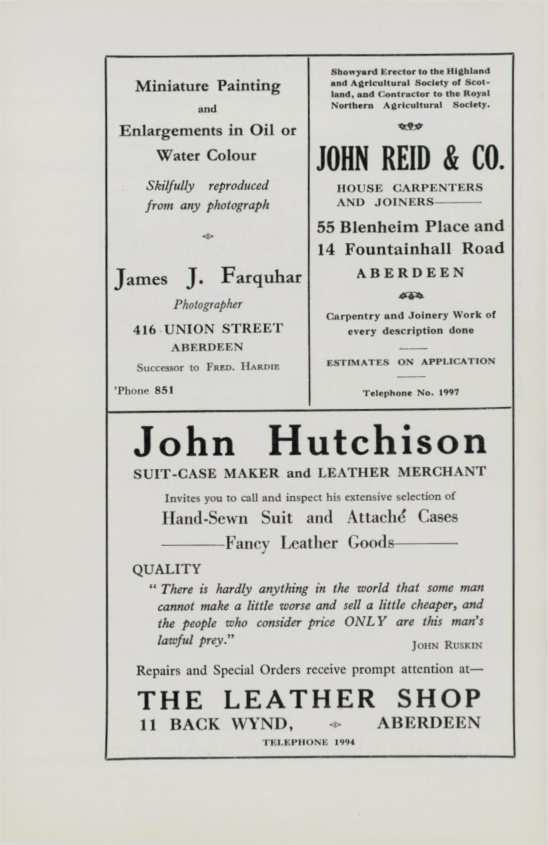 Miniature Painting
and
Enlargements in Oil or
Water Colour
Skilfully reproduced
from any photograph
James J. Farquhar
Photographer
416 UNION STREET
ABERDEEN
Successor to FRED. HARDIE
'Phone 851
Showyard Erector to the Highland
and Agricultural Society of Scot-
land, and Contractor to the Royal
Northern Agricultural Society.
JOHN REID & CO.
HOUSE CARPENTERS
AND JOINERS
55 Blenheim Place and
14 Fountainhall Road
ABERDEEN
Carpentry and Joinery Work of
every description done
ESTIMATES ON APPLICATION
Telephone No. 1997
John Hutchison
SUIT-CASE MAKER and LEATHER MERCHANT
Invites you to call and inspect his extensive selection of
Hand-Sewn Suit and Attaché Cases
Fancy Leather Goods
QUALITY
" There is hardly anything in the world that some man
cannot make a little worse and sell a little cheaper, and
the people who consider price ONLY are this man's
lawful prey."
JOHN RUSKIN
Repairs and Special Orders receive prompt attention at—
THE LEATHER SHOP
11 BACK WYND, ABERDEEN
TELEPHONE 1994